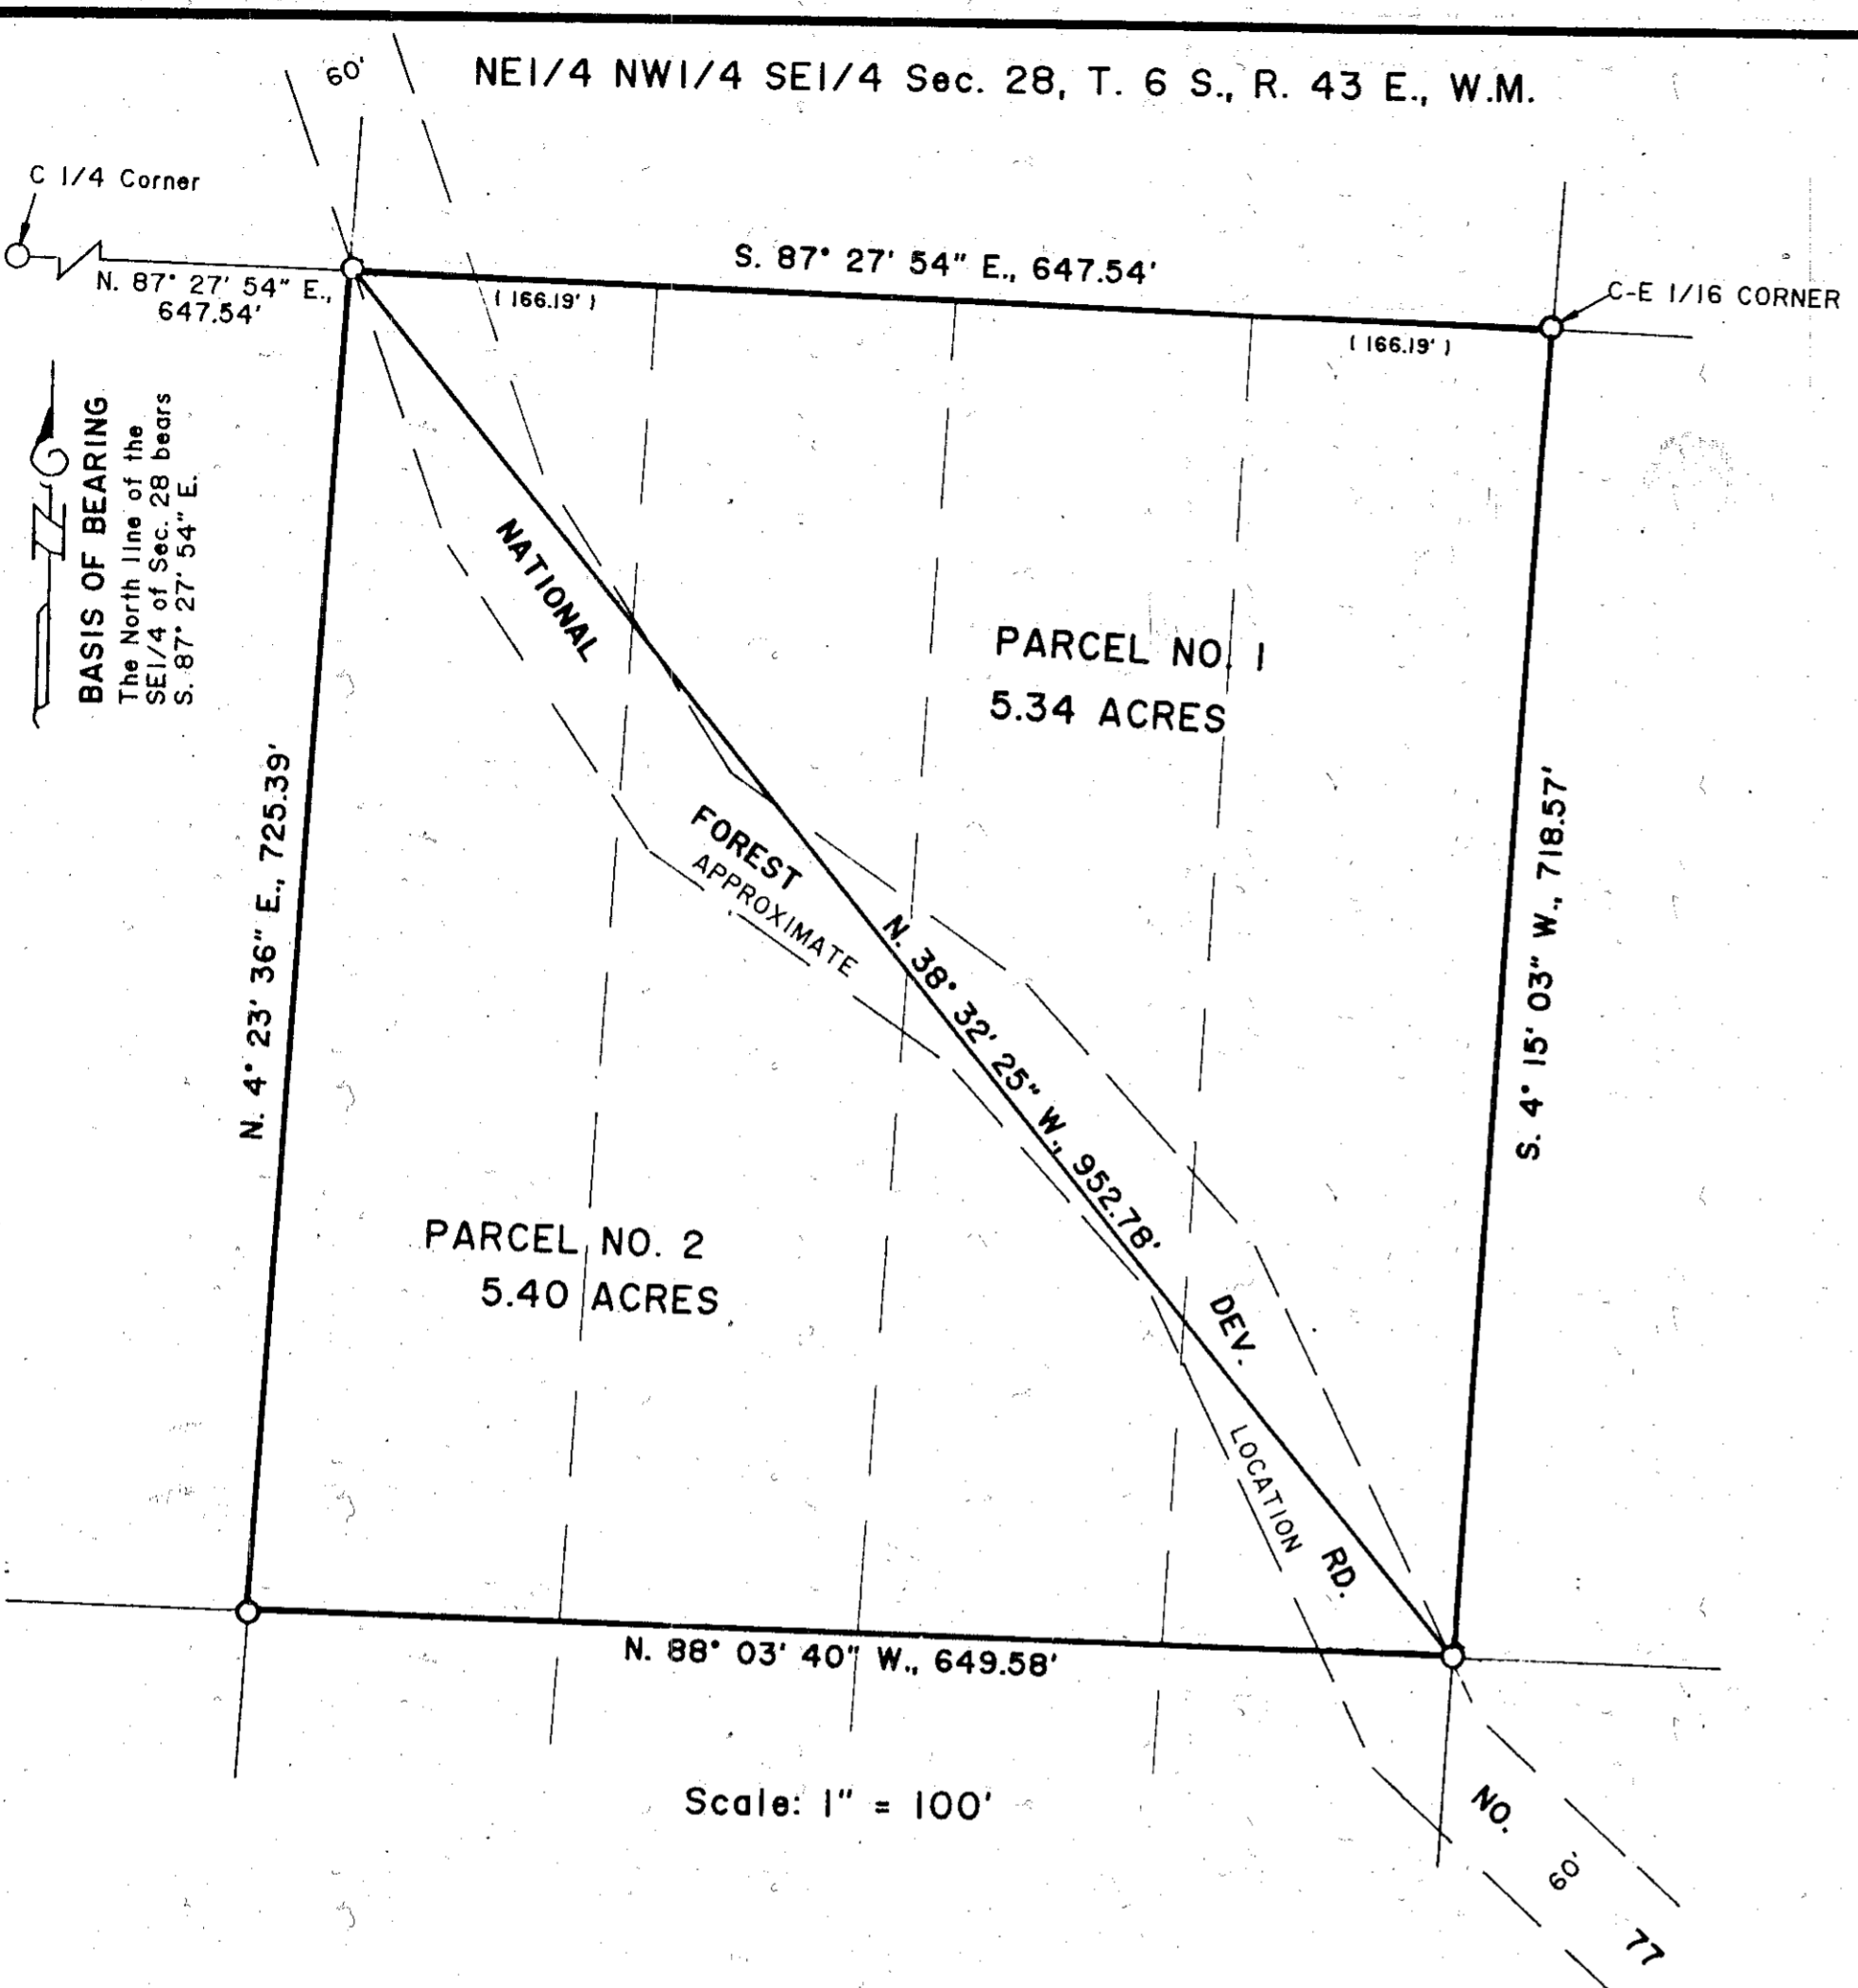 NE1/4 NW1/4 SE1/4 Sec. 28, T. 6 S., R. 43 E., W.M.
60'
C 1/4 Corner
N. 87° 27' 54" E.,
647.54'
S. 87° 27' 54" E., 647.54'
( 166.19' )
( 166.19' )
C-E 1/16 CORNER
BASIS OF BEARING
The North line of the
SE1/4 of Sec. 28 bears
S. 87° 27' 54" E.
N. 4° 23' 36" E., 725.39'
NATIONAL
FOREST
APPROXIMATE
PARCEL NO. 1
5.34 ACRES
N. 38° 32' 25" W., 952.78'
S. 4° 15' 03" W., 718.57'
PARCEL NO. 2
5.40 ACRES
DEV.
LOCATION
RD.
N. 88° 03' 40" W., 649.58'
Scale: 1" = 100'
NO.
60'
77